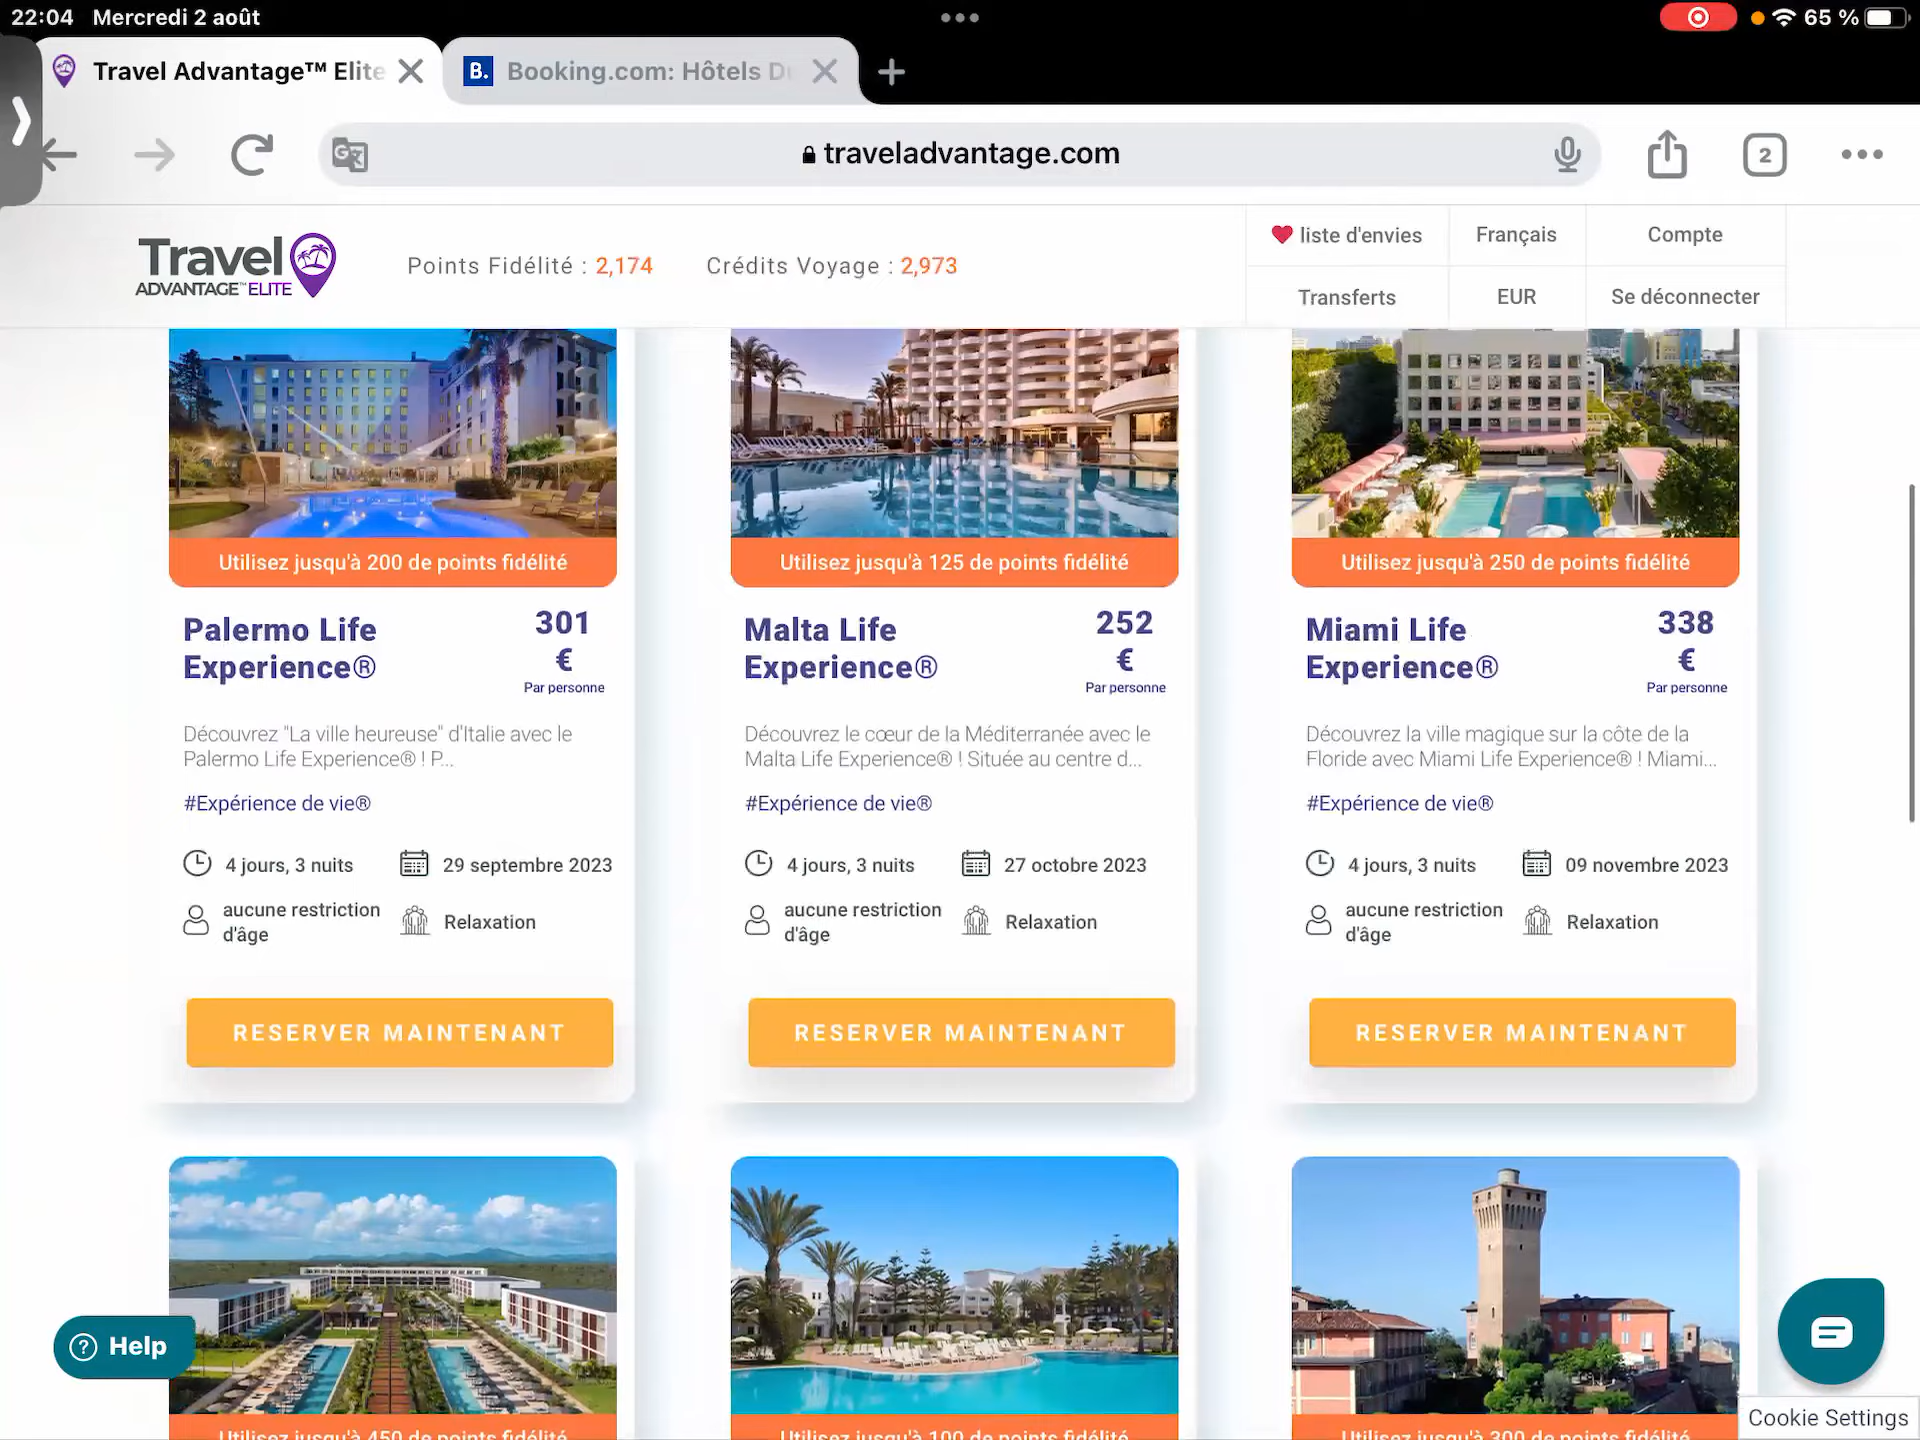 22:04 Mercredi 2 août
65 %
Travel Advantage™ Elite
B. Booking.com: Hôtels D
traveladvantage.com
2
Travel
ADVANTAGE™ ELITE
Points Fidélité : 2,174
Crédits Voyage : 2,973
liste d'envies
Français
Compte
Transferts
EUR
Se déconnecter
Utilisez jusqu'à 200 de points fidélité
Utilisez jusqu'à 125 de points fidélité
Utilisez jusqu'à 250 de points fidélité
Palermo Life
Experience®
301
€
Par personne
Découvrez "La ville heureuse" d'Italie avec le
Palermo Life Experience® ! P...
#Expérience de vie®
4 jours, 3 nuits
29 septembre 2023
aucune restriction
d'âge
Relaxation
RESERVER MAINTENANT
Malta Life
Experience®
252
€
Par personne
Découvrez le cœur de la Méditerranée avec le
Malta Life Experience® ! Située au centre d...
#Expérience de vie®
4 jours, 3 nuits
27 octobre 2023
aucune restriction
d'âge
Relaxation
RESERVER MAINTENANT
Miami Life
Experience®
338
€
Par personne
Découvrez la ville magique sur la côte de la
Floride avec Miami Life Experience® ! Miami...
#Expérience de vie®
4 jours, 3 nuits
09 novembre 2023
aucune restriction
d'âge
Relaxation
RESERVER MAINTENANT
Utilisez jusqu'à 450 de points fidélité
Utilisez jusqu'à 100 de points fidélité
Utilisez jusqu'à 300 de points fidélité
Help
Cookie Settings